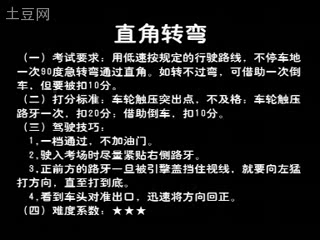 土豆网
直角转弯
（一）考试要求：用低速按规定的行驶路线，不停车地
一次90度急转弯通过直角。如转不过弯，可借助一次倒
车，但要被扣10分。
（二）打分标准：车轮触压突出点，不及格；车轮触压
路牙一次，扣20分；借助倒车，扣10分。
（三）驾驶技巧：
1,一档通过，不加油门。
2,驶入考场时尽量紧贴右侧路牙。
3,正前方的路牙一旦被引擎盖挡住视线，就要向左猛
打方向，直至打到底。
4,看到车头对准出口，迅速将方向回正。
（四）难度系数：★★★